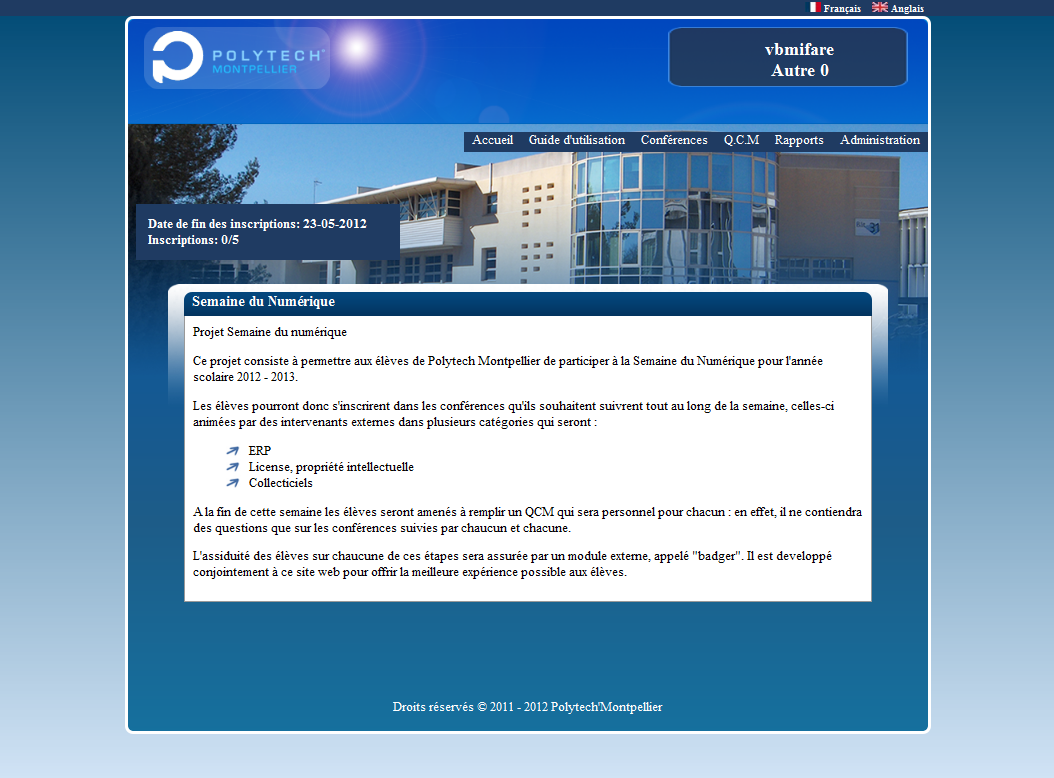 Français Anglais
POLYTECH
MONTPELLIER
vbmifare
Autre 0
Accueil Guide d'utilisation Conférences Q.C.M Rapports Administration
Date de fin des inscriptions: 23-05-2012
Inscriptions: 0/5
Semaine du Numérique
Projet Semaine du numérique
Ce projet consiste à permettre aux élèves de Polytech Montpellier de participer à la Semaine du Numérique pour l'année
scolaire 2012 - 2013.
Les élèves pourront donc s'inscrirent dans les conférences qu'ils souhaitent suivrent tout au long de la semaine, celles-ci
animées par des intervenants externes dans plusieurs catégories qui seront :
ERP
License, propriété intellectuelle
Collecticiels
A la fin de cette semaine les élèves seront amenés à remplir un QCM qui sera personnel pour chacun : en effet, il ne contiendra
des questions que sur les conférences suivies par chaucun et chacune.
L'assiduité des élèves sur chaucune de ces étapes sera assurée par un module externe, appelé "badger". Il est developpé
conjointement à ce site web pour offrir la meilleure expérience possible aux élèves.
Droits réservés © 2011 - 2012 Polytech'Montpellier